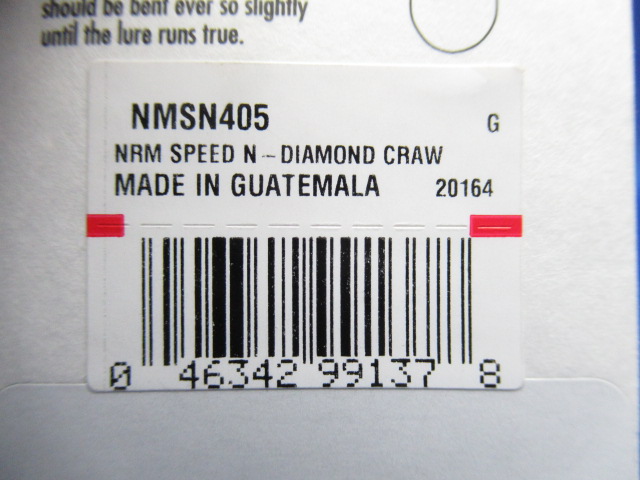 should be bent ever so slightly
until the lure runs true.
NMSN405 G
NRM SPEED N - DIAMOND CRAW
MADE IN GUATEMALA 20164
0 46342 99137 8